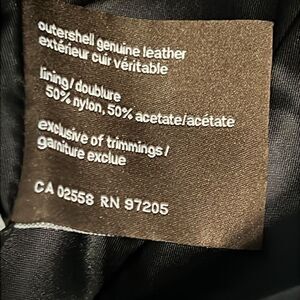 outershell genuine leather
extérieur cuir véritable
lining/doublure
50% nylon, 50% acetate/acétate
exclusive of trimmings/
garniture exclue
CA 02558 RN 97205